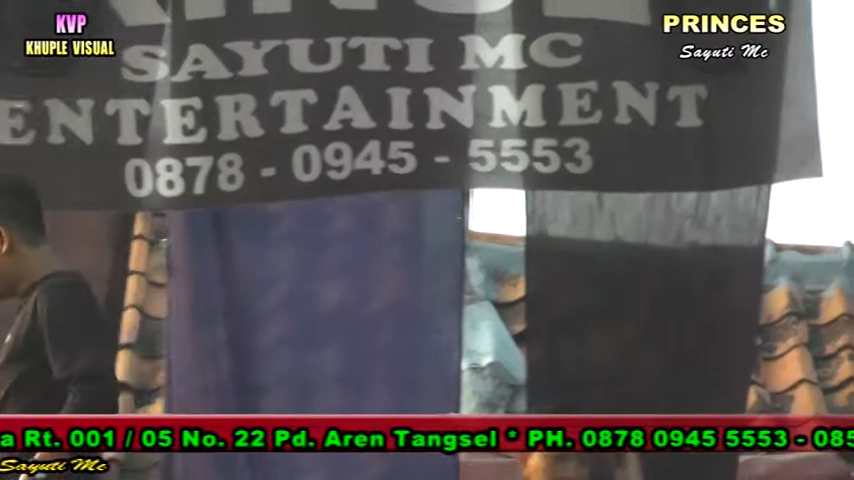 KVP
KHUPLE VISUAL
PRINCES
Sayuti Mc
SAYUTI MC
ENTERTAINMENT
0878 - 0945 - 5553
a Rt. 001 / 05 No. 22 Pd. Aren Tangsel * PH. 0878 0945 5553 - 085
Sayuti Mc